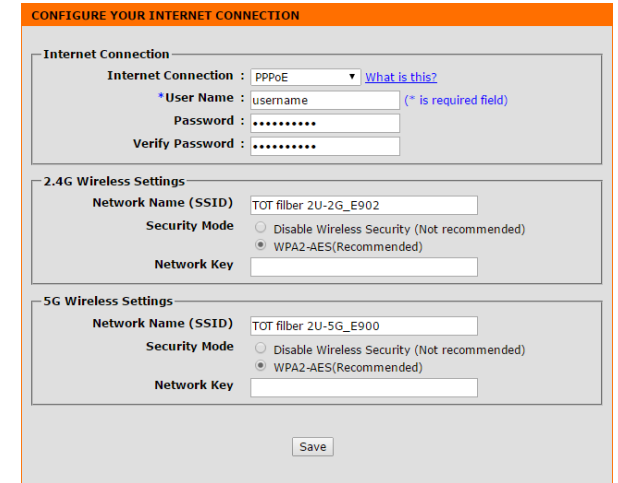 CONFIGURE YOUR INTERNET CONNECTION
Internet Connection
Internet Connection : PPPoE What is this?
*User Name : username (* is required field)
Password : ••••••••••
Verify Password : ••••••••••
2.4G Wireless Settings
Network Name (SSID) TOT filber 2U-2G_E902
Security Mode Disable Wireless Security (Not recommended)
WPA2-AES(Recommended)
Network Key
5G Wireless Settings
Network Name (SSID) TOT filber 2U-5G_E900
Security Mode Disable Wireless Security (Not recommended)
WPA2-AES(Recommended)
Network Key
Save